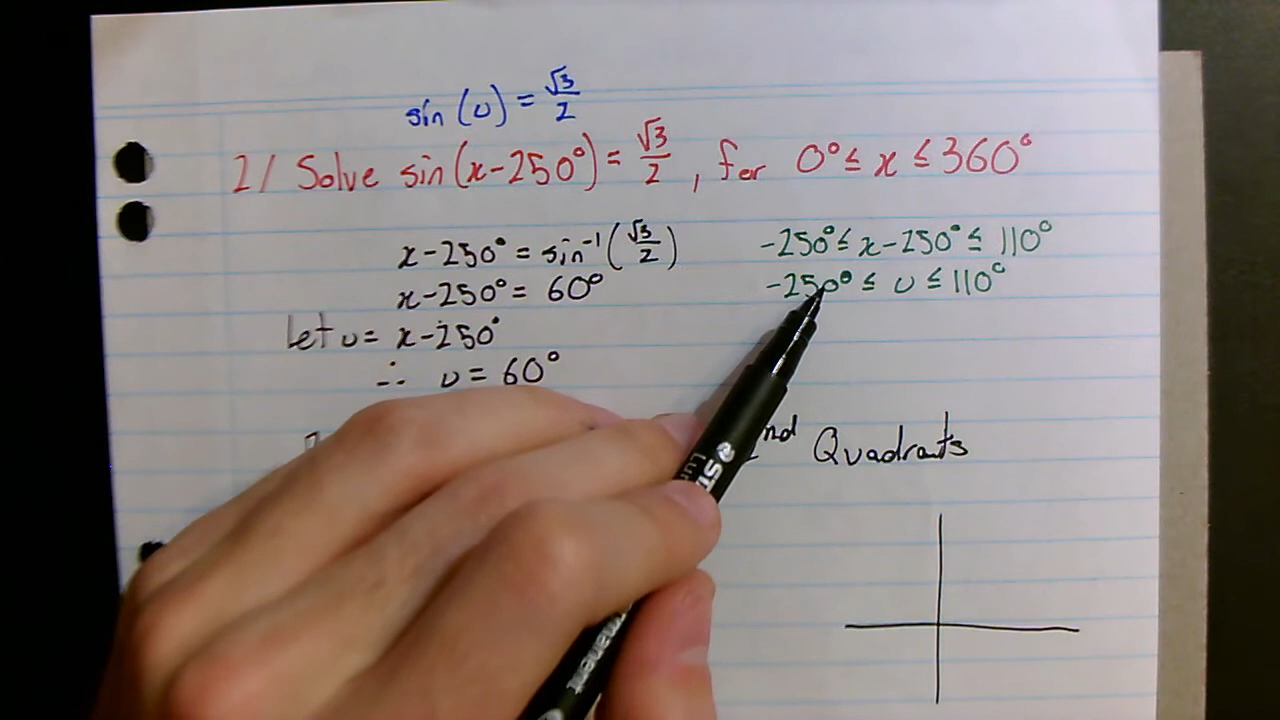 sin (u) = √3/2
2/ Solve sin(x-250°) = √3/2, for 0° ≤ x ≤ 360°
x-250° = sin⁻¹(√3/2)
x-250° = 60°
Let u = x-250°
∴ u = 60°
-250° ≤ x-250° ≤ 110°
-250° ≤ u ≤ 110°
nd Quadrants